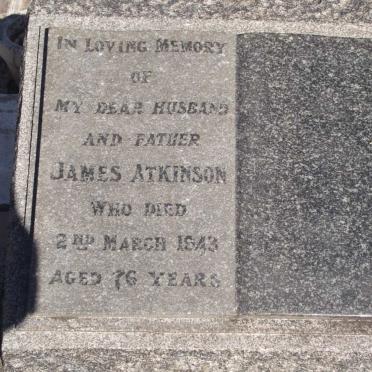 IN LOVING MEMORY
OF
MY DEAR HUSBAND
AND FATHER
JAMES ATKINSON
WHO DIED
2ND MARCH 1943
AGED 76 YEARS